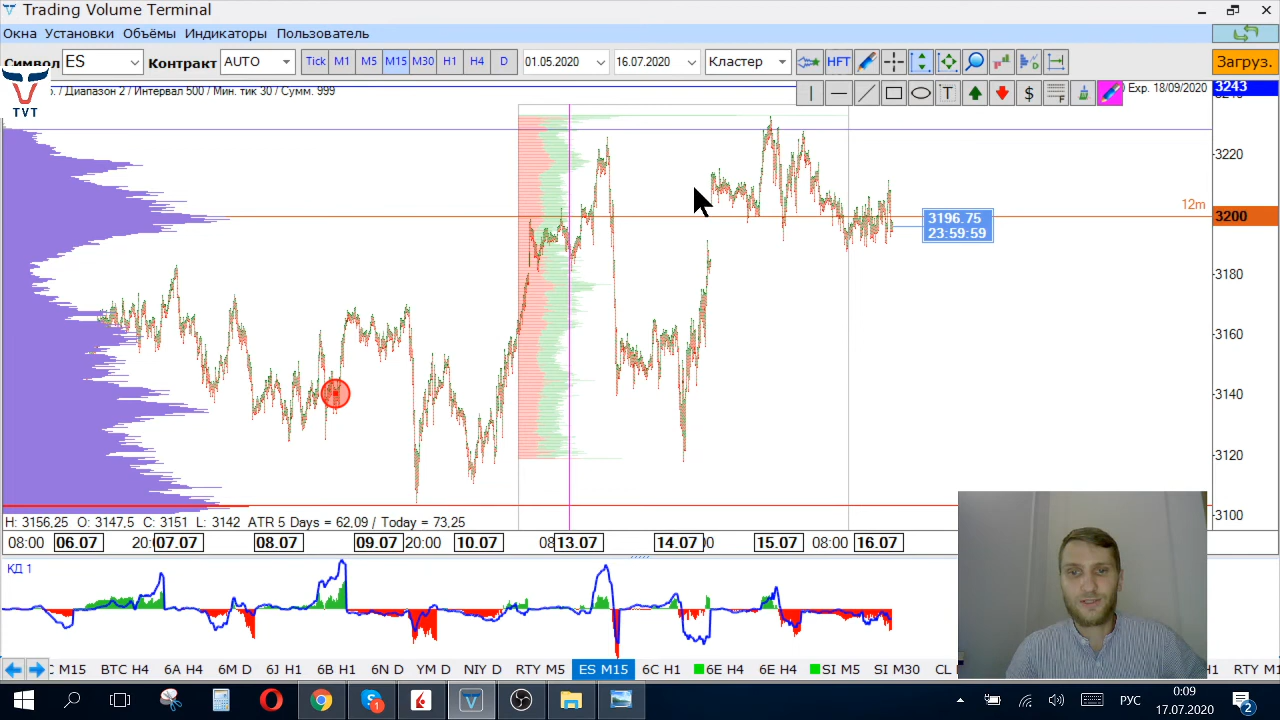 Trading Volume Terminal
Окна Установки Объёмы Индикаторы Пользователь
Символ ES Контракт AUTO Tick M1 M5 M15 M30 H1 H4 D 01.05.2020 16.07.2020 Кластер HFT Загруз.
/ Диапазон 2 / Интервал 500 / Мин. тик 30 / Сумм. 999
T $ F Exp. 18/09/2020 3243
TVT
3220
12m 3200
3196.75
23:59:59
3180
3160
3140
3120
3100
H: 3156,25 O: 3147,5 C: 3151 L: 3142 ATR 5 Days = 62,09 / Today = 73,25
08:00 06.07 20: 07.07 08.07 09.07 20:00 10.07 08 13.07 14.07 15.07 08:00 16.07
КД 1
M15 BTC H4 6A H4 6M D 6J H1 6B H1 6N D YM D NIY D RTY M5 ES M15 6C H1 6E H4 6E H4 SI M5 SI M30 CL H1 RTY M
1 РУС 0:09
17.07.2020 2